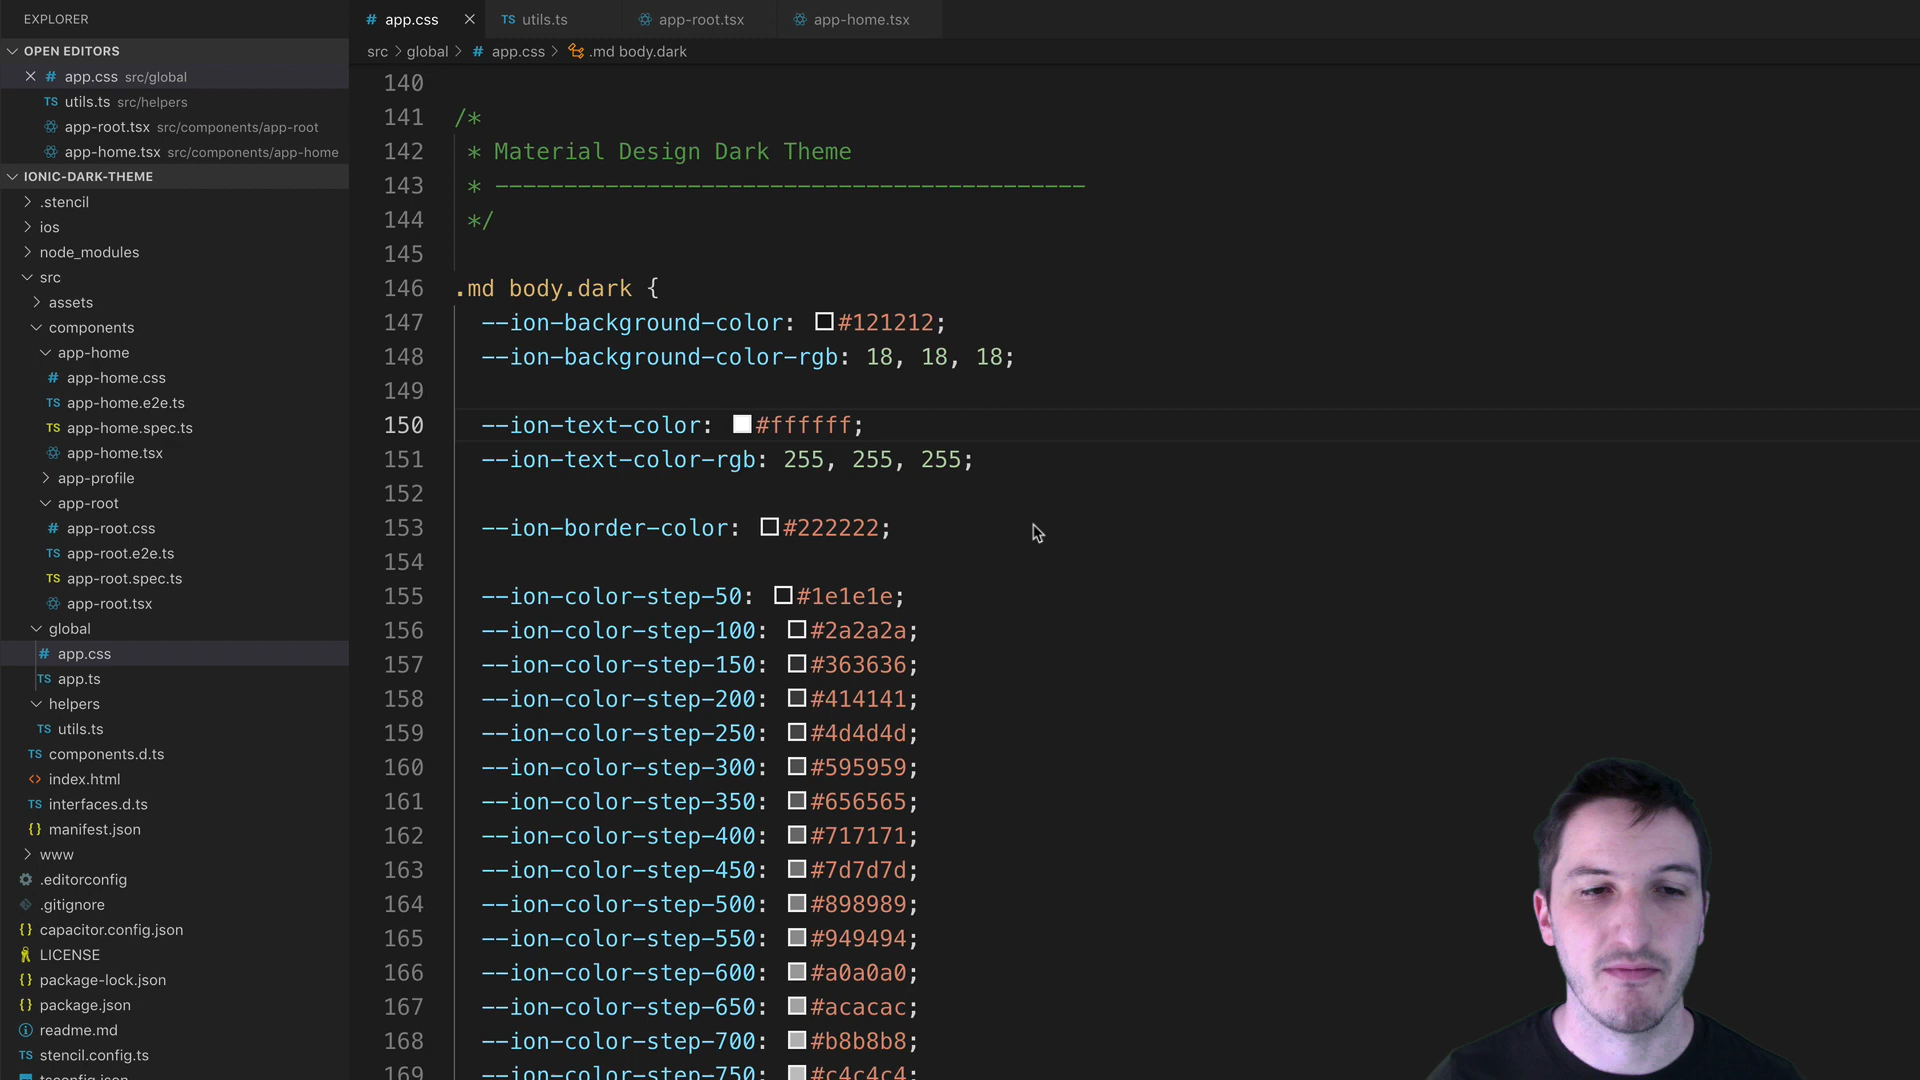 EXPLORER
OPEN EDITORS
app.css src/global
TS utils.ts src/helpers
app-root.tsx src/components/app-root
app-home.tsx src/components/app-home
IONIC-DARK-THEME
.stencil
ios
node_modules
src
assets
components
app-home
# app-home.css
TS app-home.e2e.ts
TS app-home.spec.ts
app-home.tsx
app-profile
app-root
# app-root.css
TS app-root.e2e.ts
TS app-root.spec.ts
app-root.tsx
global
# app.css
TS app.ts
helpers
TS utils.ts
TS components.d.ts
<> index.html
TS interfaces.d.ts
{} manifest.json
www
.editorconfig
.gitignore
{} capacitor.config.json
LICENSE
{} package-lock.json
{} package.json
readme.md
TS stencil.config.ts
tsconfig.json
# app.css
TS utils.ts
app-root.tsx
app-home.tsx
src > global > # app.css > .md body.dark
140
141 /*
142 * Material Design Dark Theme
143 * -------------------------------------------
144 */
145
146 .md body.dark {
147 --ion-background-color: #121212;
148 --ion-background-color-rgb: 18, 18, 18;
149
150 --ion-text-color: #ffffff;
151 --ion-text-color-rgb: 255, 255, 255;
152
153 --ion-border-color: #222222;
154
155 --ion-color-step-50: #1e1e1e;
156 --ion-color-step-100: #2a2a2a;
157 --ion-color-step-150: #363636;
158 --ion-color-step-200: #414141;
159 --ion-color-step-250: #4d4d4d;
160 --ion-color-step-300: #595959;
161 --ion-color-step-350: #656565;
162 --ion-color-step-400: #717171;
163 --ion-color-step-450: #7d7d7d;
164 --ion-color-step-500: #898989;
165 --ion-color-step-550: #949494;
166 --ion-color-step-600: #a0a0a0;
167 --ion-color-step-650: #acacac;
168 --ion-color-step-700: #b8b8b8;
169 --ion-color-step-750: #c4c4c4;